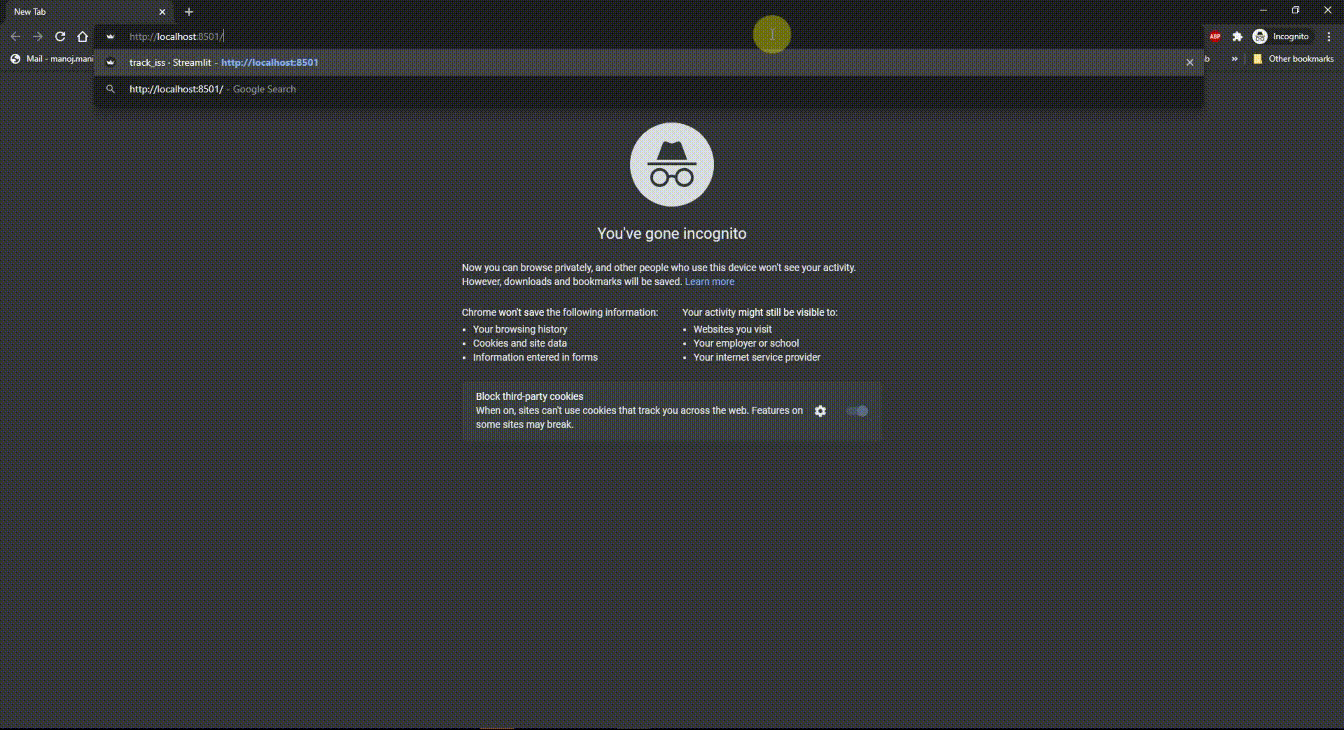 New Tab
http://localhost:8501/
ABP
Incognito
track_iss - Streamlit - http://localhost:8501
http://localhost:8501/ - Google Search
Mail - manoj.mani
b
»
Other bookmarks
You've gone incognito
Now you can browse privately, and other people who use this device won't see your activity.
However, downloads and bookmarks will be saved. Learn more
Chrome won't save the following information:
• Your browsing history
• Cookies and site data
• Information entered in forms
Your activity might still be visible to:
• Websites you visit
• Your employer or school
• Your internet service provider
Block third-party cookies
When on, sites can't use cookies that track you across the web. Features on
some sites may break.